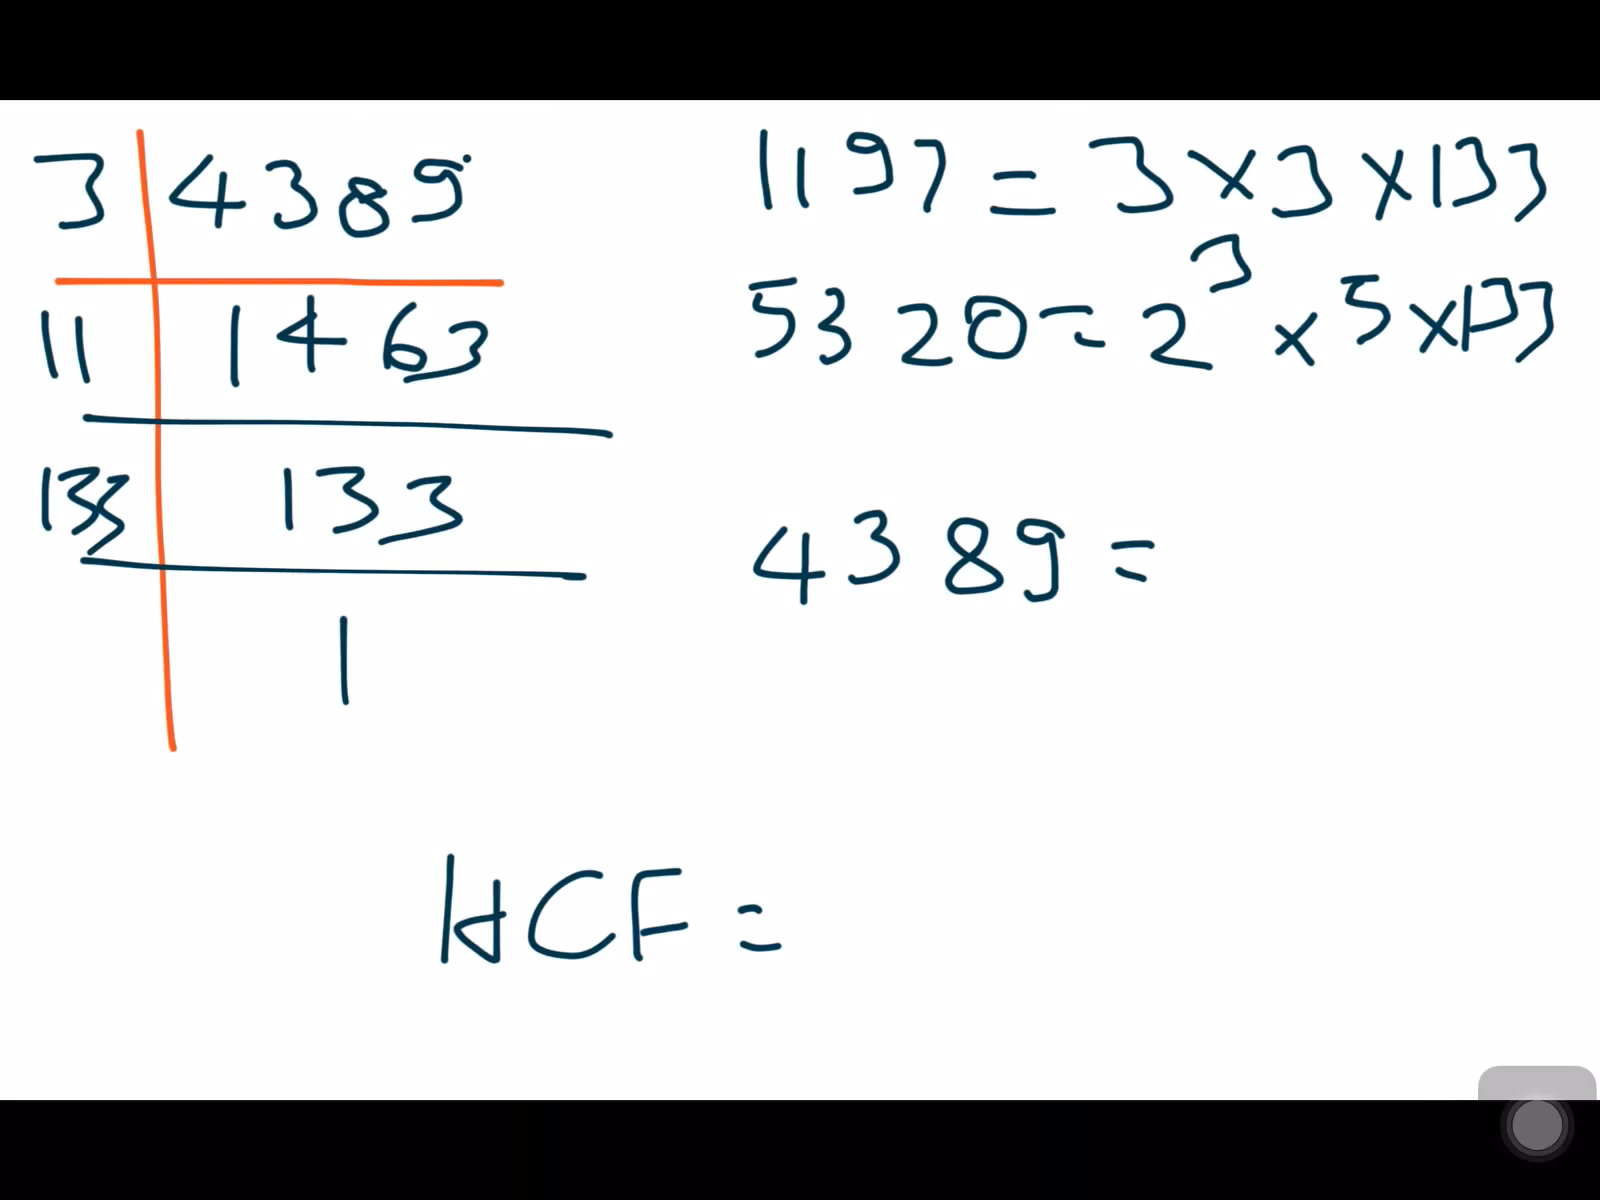 3 | 4389
11 | 1463
133 | 133
1
1197 = 3 × 3 × 133
5320 = 2³ × 5 × 133
4389 =
HCF =